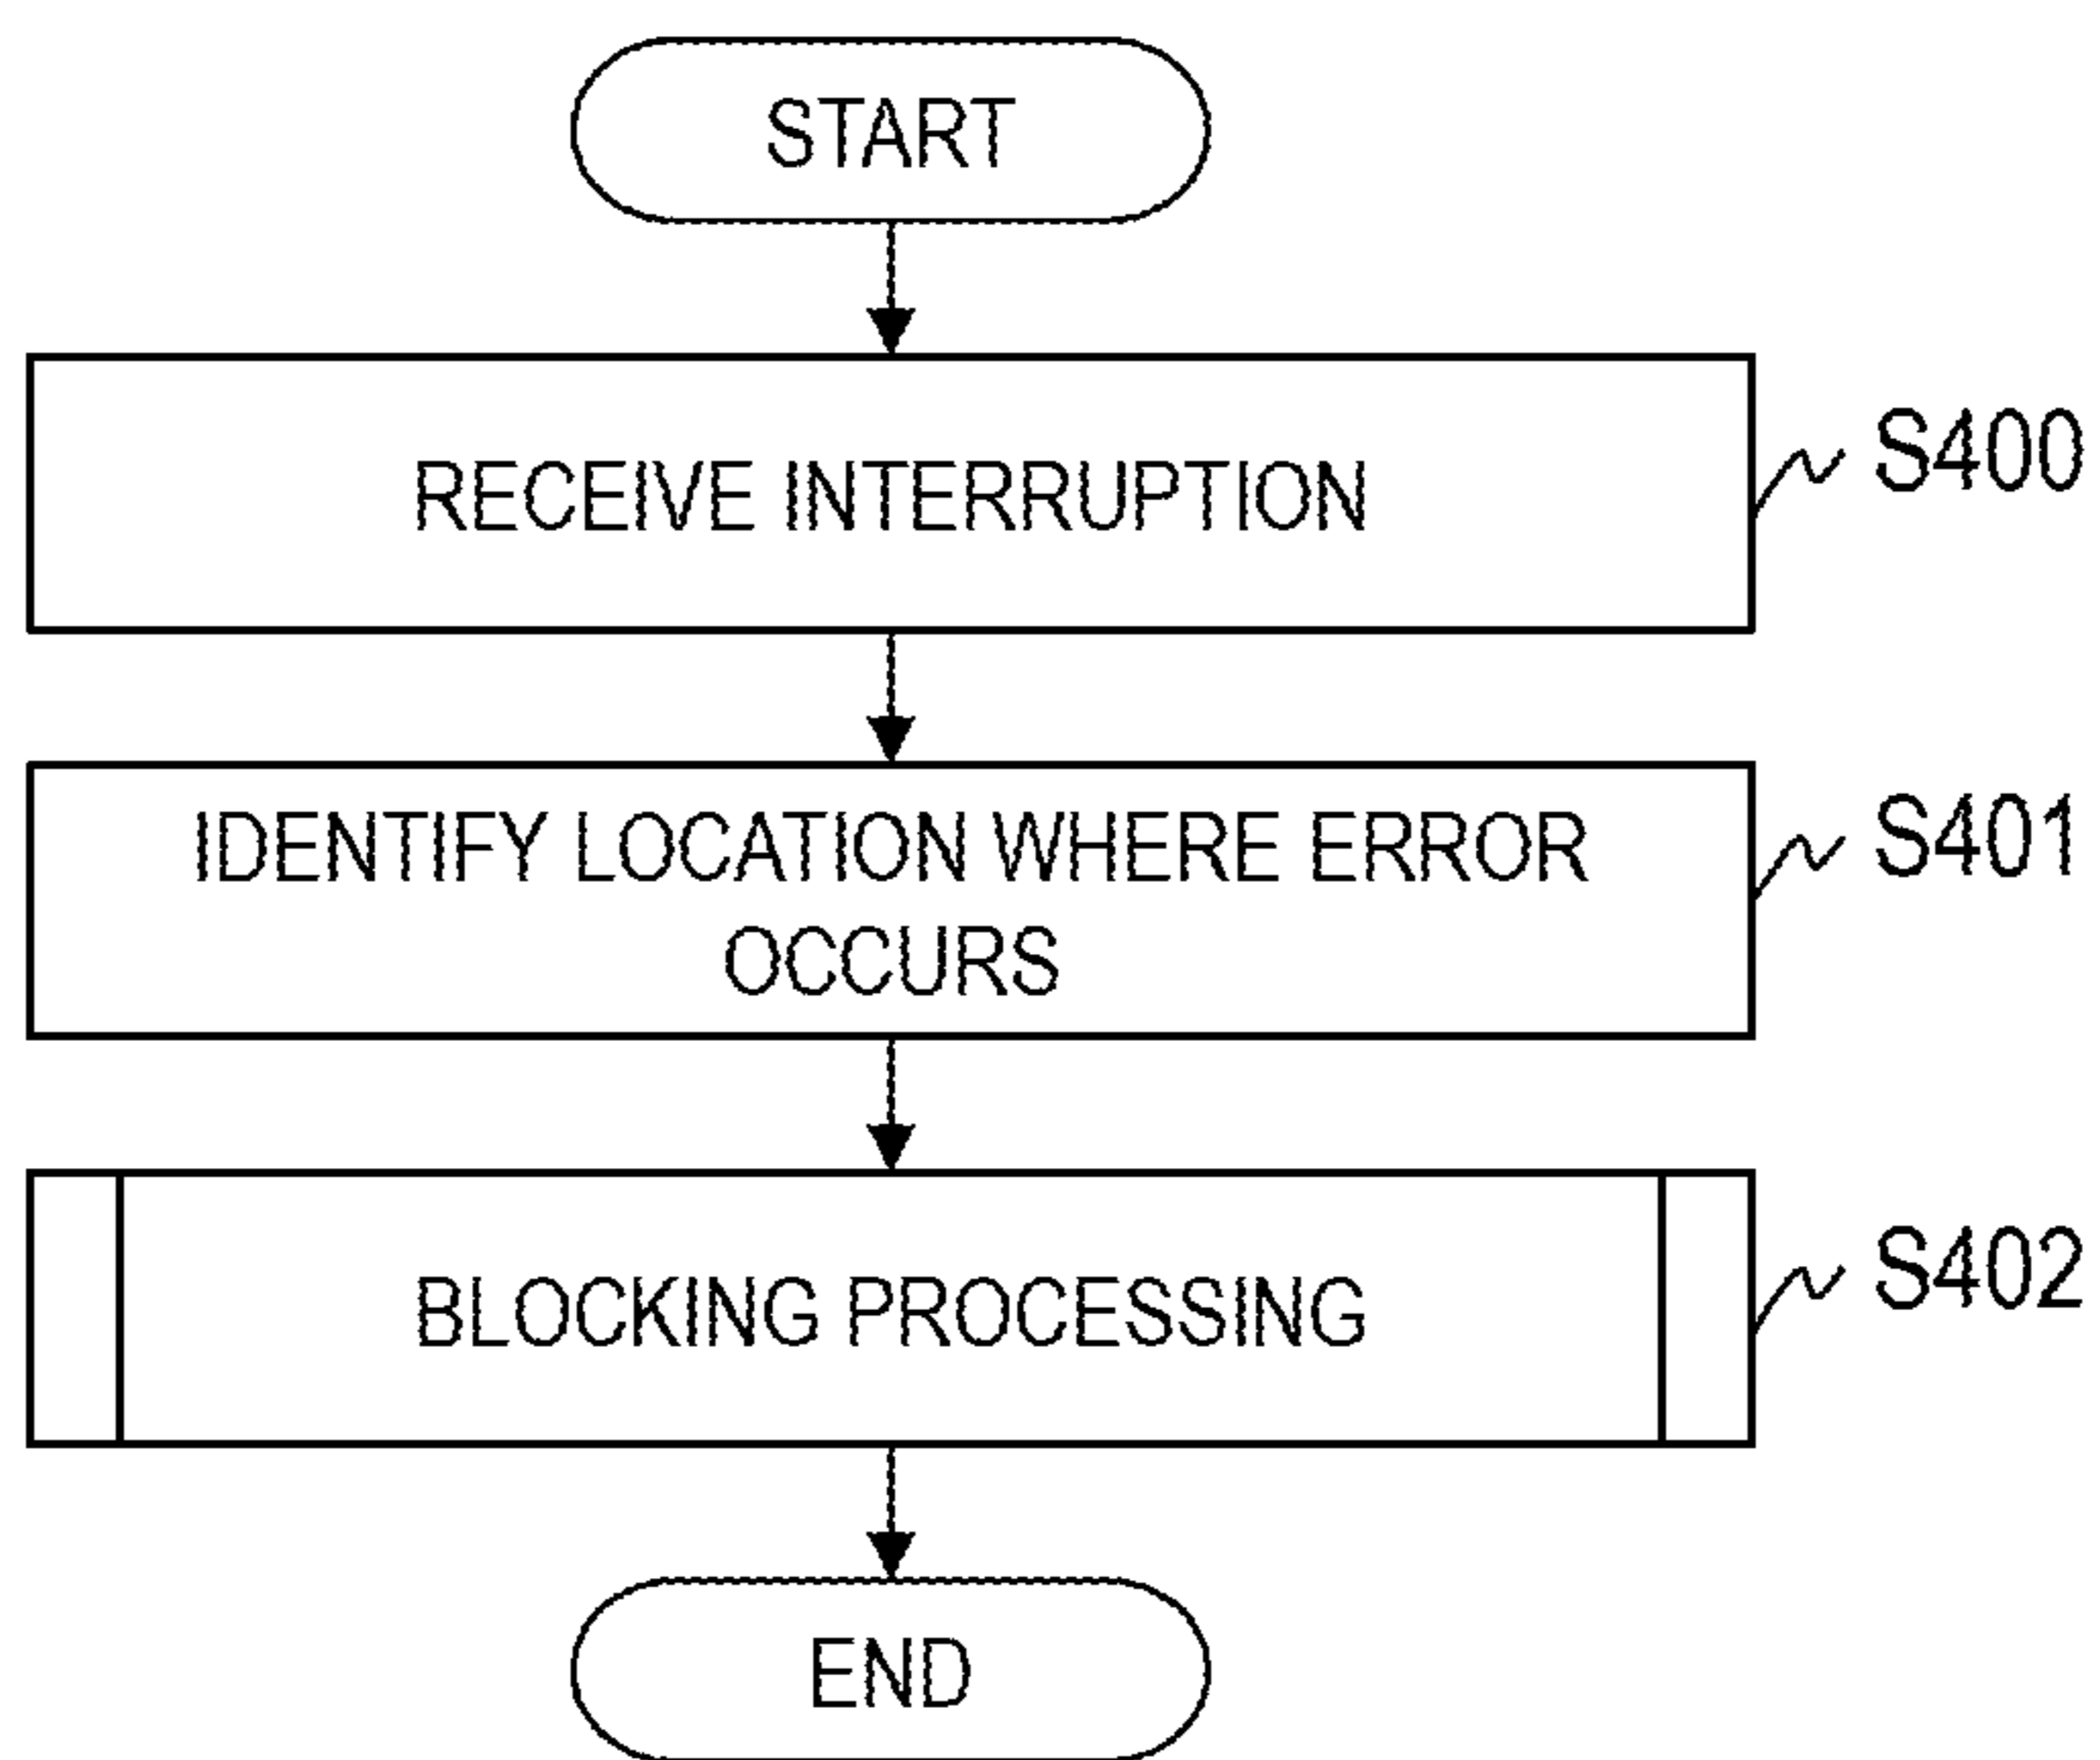 START
RECEIVE INTERRUPTION
S400
IDENTIFY LOCATION WHERE ERROR
OCCURS
S401
BLOCKING PROCESSING
S402
END